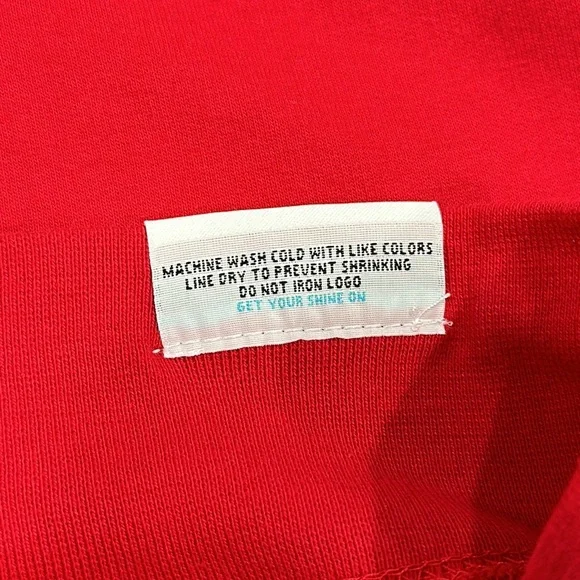 MACHINE WASH COLD WITH LIKE COLORS
LINE DRY TO PREVENT SHRINKING
DO NOT IRON LOGO
GET YOUR SHINE ON